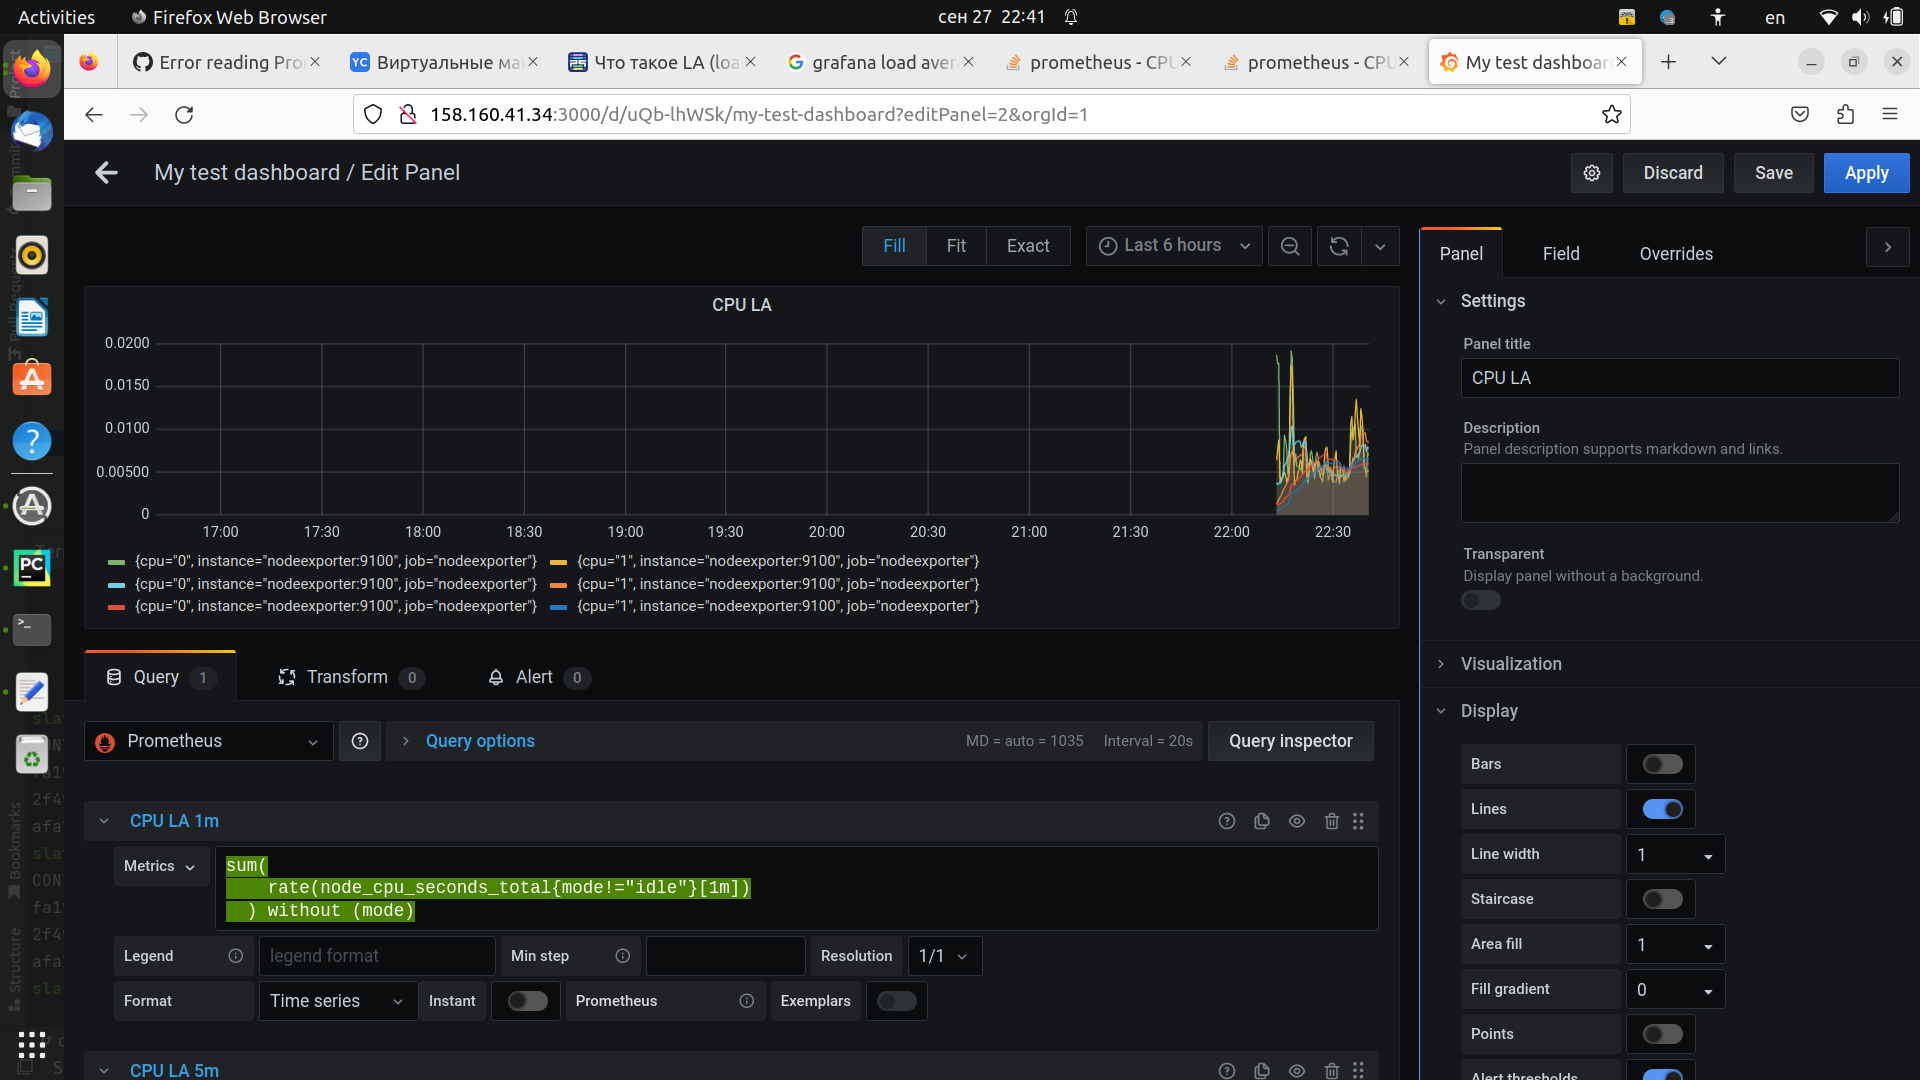 Activities
Firefox Web Browser
сен 27 22:41
en
Error reading Pro
Виртуальные ма
Что такое LA (loa
grafana load aver
prometheus - CPU
prometheus - CPU
My test dashboar
158.160.41.34:3000/d/uQb-lhWSk/my-test-dashboard?editPanel=2&orgId=1
My test dashboard / Edit Panel
Discard
Save
Apply
Fill
Fit
Exact
Last 6 hours
Panel
Field
Overrides
CPU LA
0.0200
0.0150
0.0100
0.00500
0
17:00
17:30
18:00
18:30
19:00
19:30
20:00
20:30
21:00
21:30
22:00
22:30
{cpu="0", instance="nodeexporter:9100", job="nodeexporter"}
{cpu="1", instance="nodeexporter:9100", job="nodeexporter"}
{cpu="0", instance="nodeexporter:9100", job="nodeexporter"}
{cpu="1", instance="nodeexporter:9100", job="nodeexporter"}
{cpu="0", instance="nodeexporter:9100", job="nodeexporter"}
{cpu="1", instance="nodeexporter:9100", job="nodeexporter"}
Query 1
Transform 0
Alert 0
Prometheus
Query options
MD = auto = 1035
Interval = 20s
Query inspector
CPU LA 1m
Metrics
sum(
rate(node_cpu_seconds_total{mode!="idle"}[1m])
) without (mode)
Legend
legend format
Min step
Resolution
1/1
Format
Time series
Instant
Prometheus
Exemplars
CPU LA 5m
Settings
Panel title
CPU LA
Description
Panel description supports markdown and links.
Transparent
Display panel without a background.
Visualization
Display
Bars
Lines
Line width
1
Staircase
Area fill
1
Fill gradient
0
Points
Alert thresholds
PC
Bookmarks
Structure